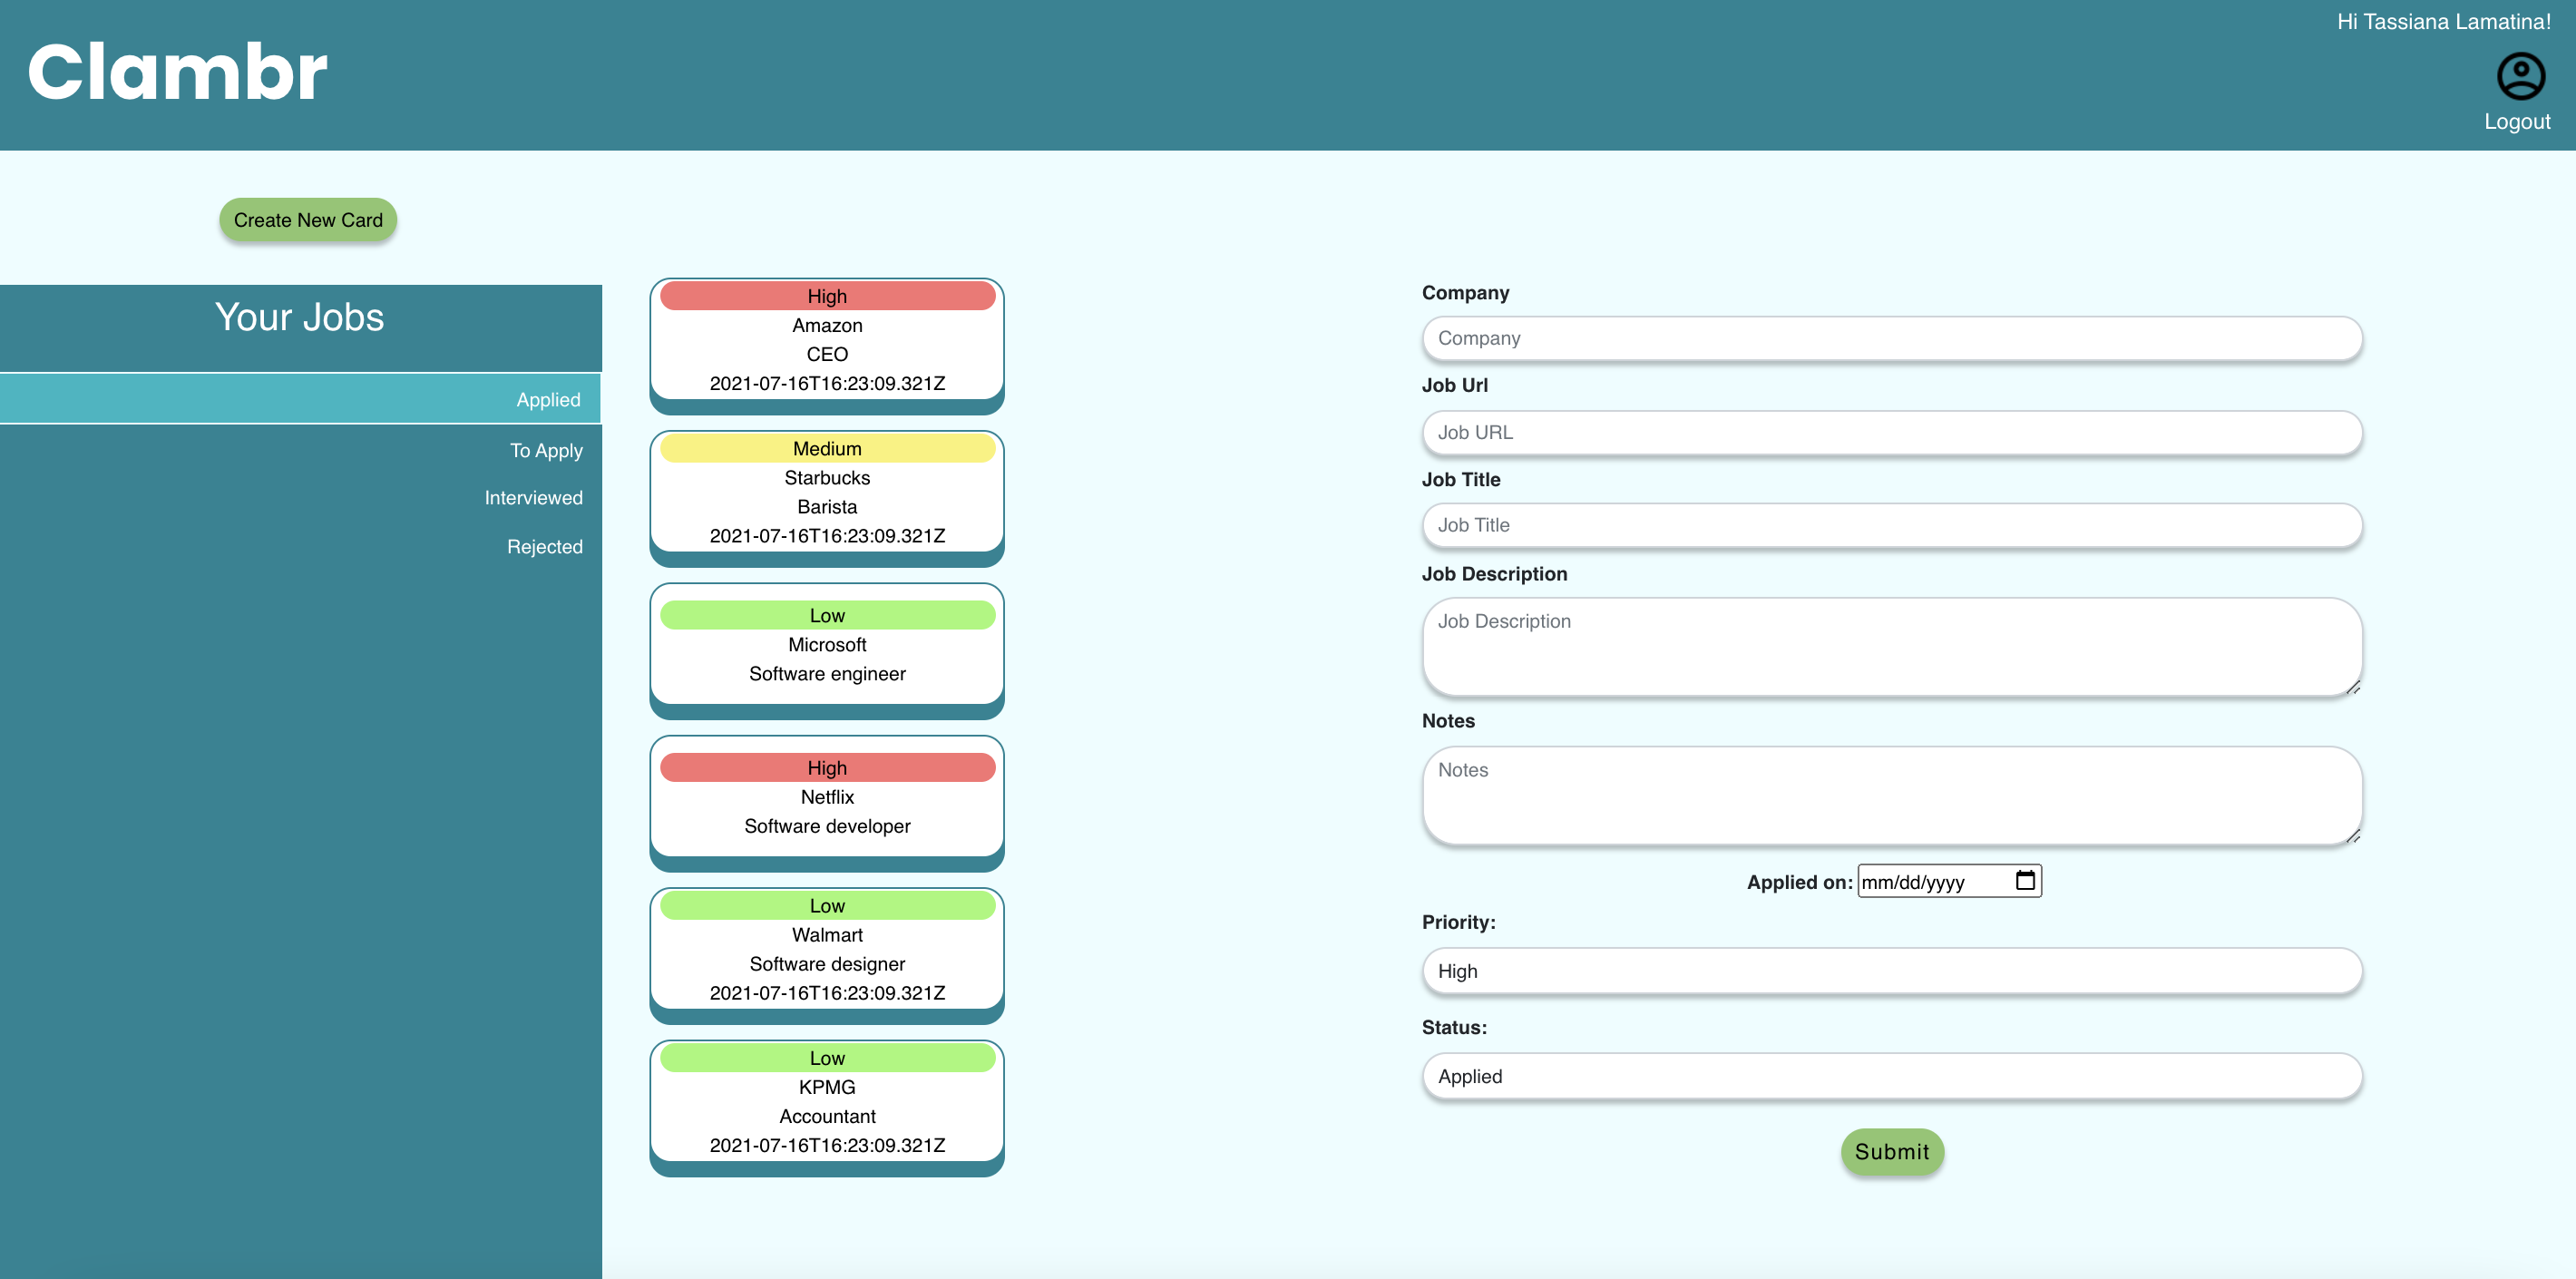 Clambr
Hi Tassiana Lamatina!
Logout
Create New Card
Your Jobs
Applied
To Apply
Interviewed
Rejected
High
Amazon
CEO
2021-07-16T16:23:09.321Z
Medium
Starbucks
Barista
2021-07-16T16:23:09.321Z
Low
Microsoft
Software engineer
High
Netflix
Software developer
Low
Walmart
Software designer
2021-07-16T16:23:09.321Z
Low
KPMG
Accountant
2021-07-16T16:23:09.321Z
Company
Company
Job Url
Job URL
Job Title
Job Title
Job Description
Job Description
Notes
Notes
Applied on: mm/dd/yyyy
Priority:
High
Status:
Applied
Submit